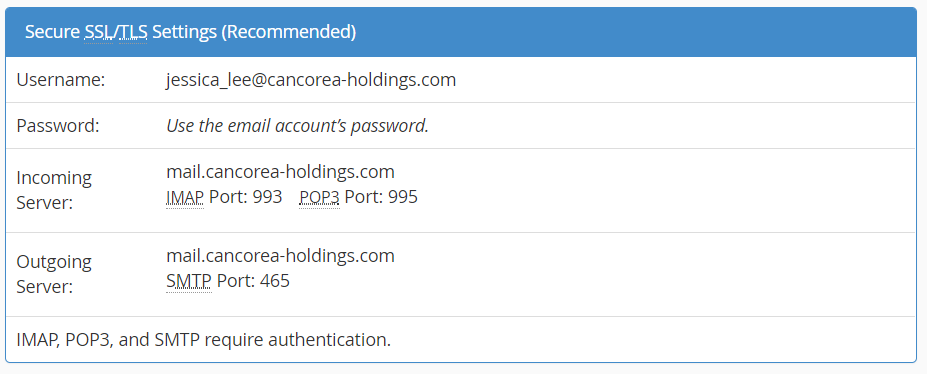 Secure SSL/TLS Settings (Recommended)
Username: jessica_lee@cancorea-holdings.com
Password: Use the email account’s password.
Incoming Server: mail.cancorea-holdings.com
IMAP Port: 993 POP3 Port: 995
Outgoing Server: mail.cancorea-holdings.com
SMTP Port: 465
IMAP, POP3, and SMTP require authentication.